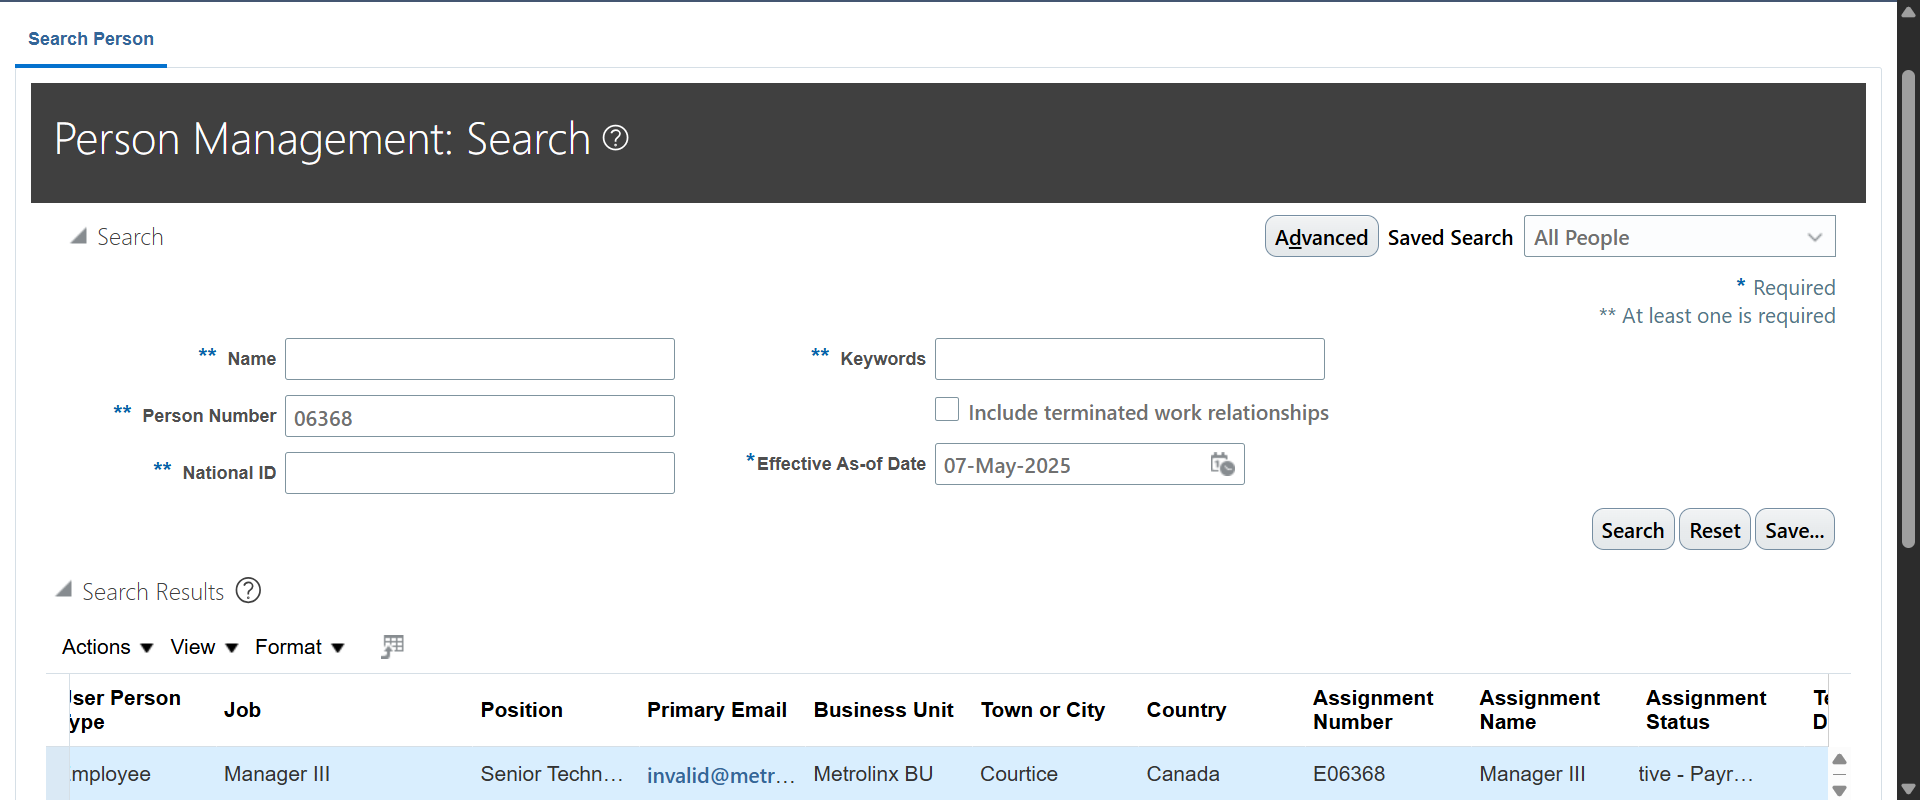 Search Person
Person Management: Search
Search
Advanced Saved Search All People
* Required
** At least one is required
** Name
** Keywords
** Person Number 06368
Include terminated work relationships
** National ID
*Effective As-of Date 07-May-2025
Search Reset Save...
Search Results
Actions View Format
ser Person
ype
Job
Position
Primary Email
Business Unit
Town or City
Country
Assignment
Number
Assignment
Name
Assignment
Status
mployee Manager III Senior Techn... invalid@metr... Metrolinx BU Courtice Canada E06368 Manager III tive - Payr...